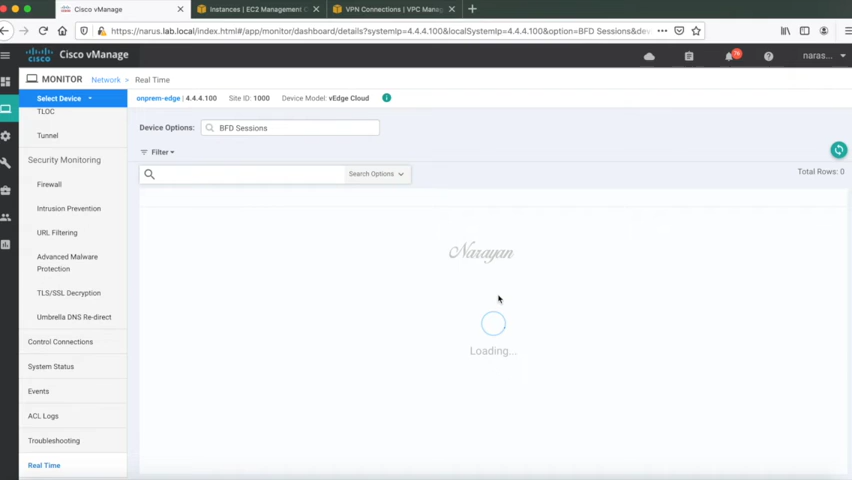 Cisco vManage
Instances | EC2 Management C
VPN Connections | VPC Mana
https://narus.lab.local/index.html#/app/monitor/dashboard/details?systemIp=4.4.4.100&localSystemIp=4.4.4.100&option=BFD Sessions&dev
CISCO
Cisco vManage
26
naras...
MONITOR
Network > Real Time
Select Device
onprem-edge | 4.4.4.100 Site ID: 1000 Device Model: vEdge Cloud
TLOC
Tunnel
Security Monitoring
Firewall
Intrusion Prevention
URL Filtering
Advanced Malware
Protection
TLS/SSL Decryption
Umbrella DNS Re-direct
Control Connections
System Status
Events
ACL Logs
Troubleshooting
Real Time
Device Options: BFD Sessions
Filter
Search Options
Total Rows: 0
Narayan
Loading...